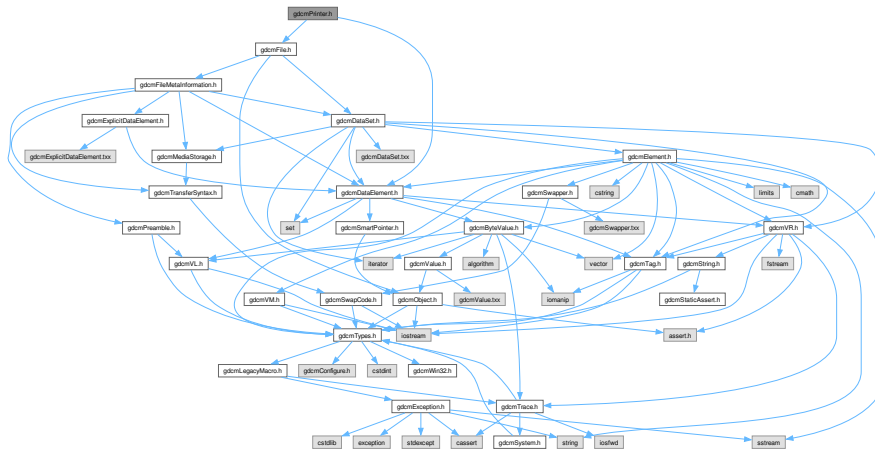 gdcmPrinter.h
gdcmFile.h
gdcmFileMetaInformation.h
gdcmExplicitDataElement.h
gdcmDataSet.h
gdcmExplicitDataElement.txx
gdcmMediaStorage.h
gdcmDataSet.txx
gdcmElement.h
gdcmTransferSyntax.h
gdcmDataElement.h
gdcmSwapper.h
cstring
limits
cmath
gdcmPreamble.h
set
gdcmSmartPointer.h
gdcmByteValue.h
gdcmSwapper.txx
gdcmVR.h
gdcmVL.h
iterator
gdcmValue.h
algorithm
vector
gdcmTag.h
gdcmString.h
fstream
gdcmVM.h
gdcmSwapCode.h
gdcmObject.h
gdcmValue.txx
iomanip
gdcmStaticAssert.h
gdcmTypes.h
iostream
assert.h
gdcmLegacyMacro.h
gdcmConfigure.h
cstdint
gdcmWin32.h
gdcmException.h
gdcmTrace.h
cstdlib
exception
stdexcept
cassert
gdcmSystem.h
string
iosfwd
sstream